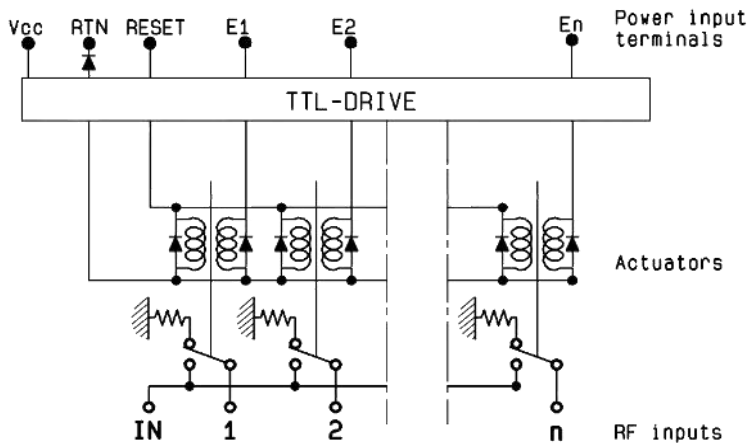 Vcc RTN RESET E1 E2 En Power input
terminals
TTL-DRIVE
Actuators
IN 1 2 n RF inputs